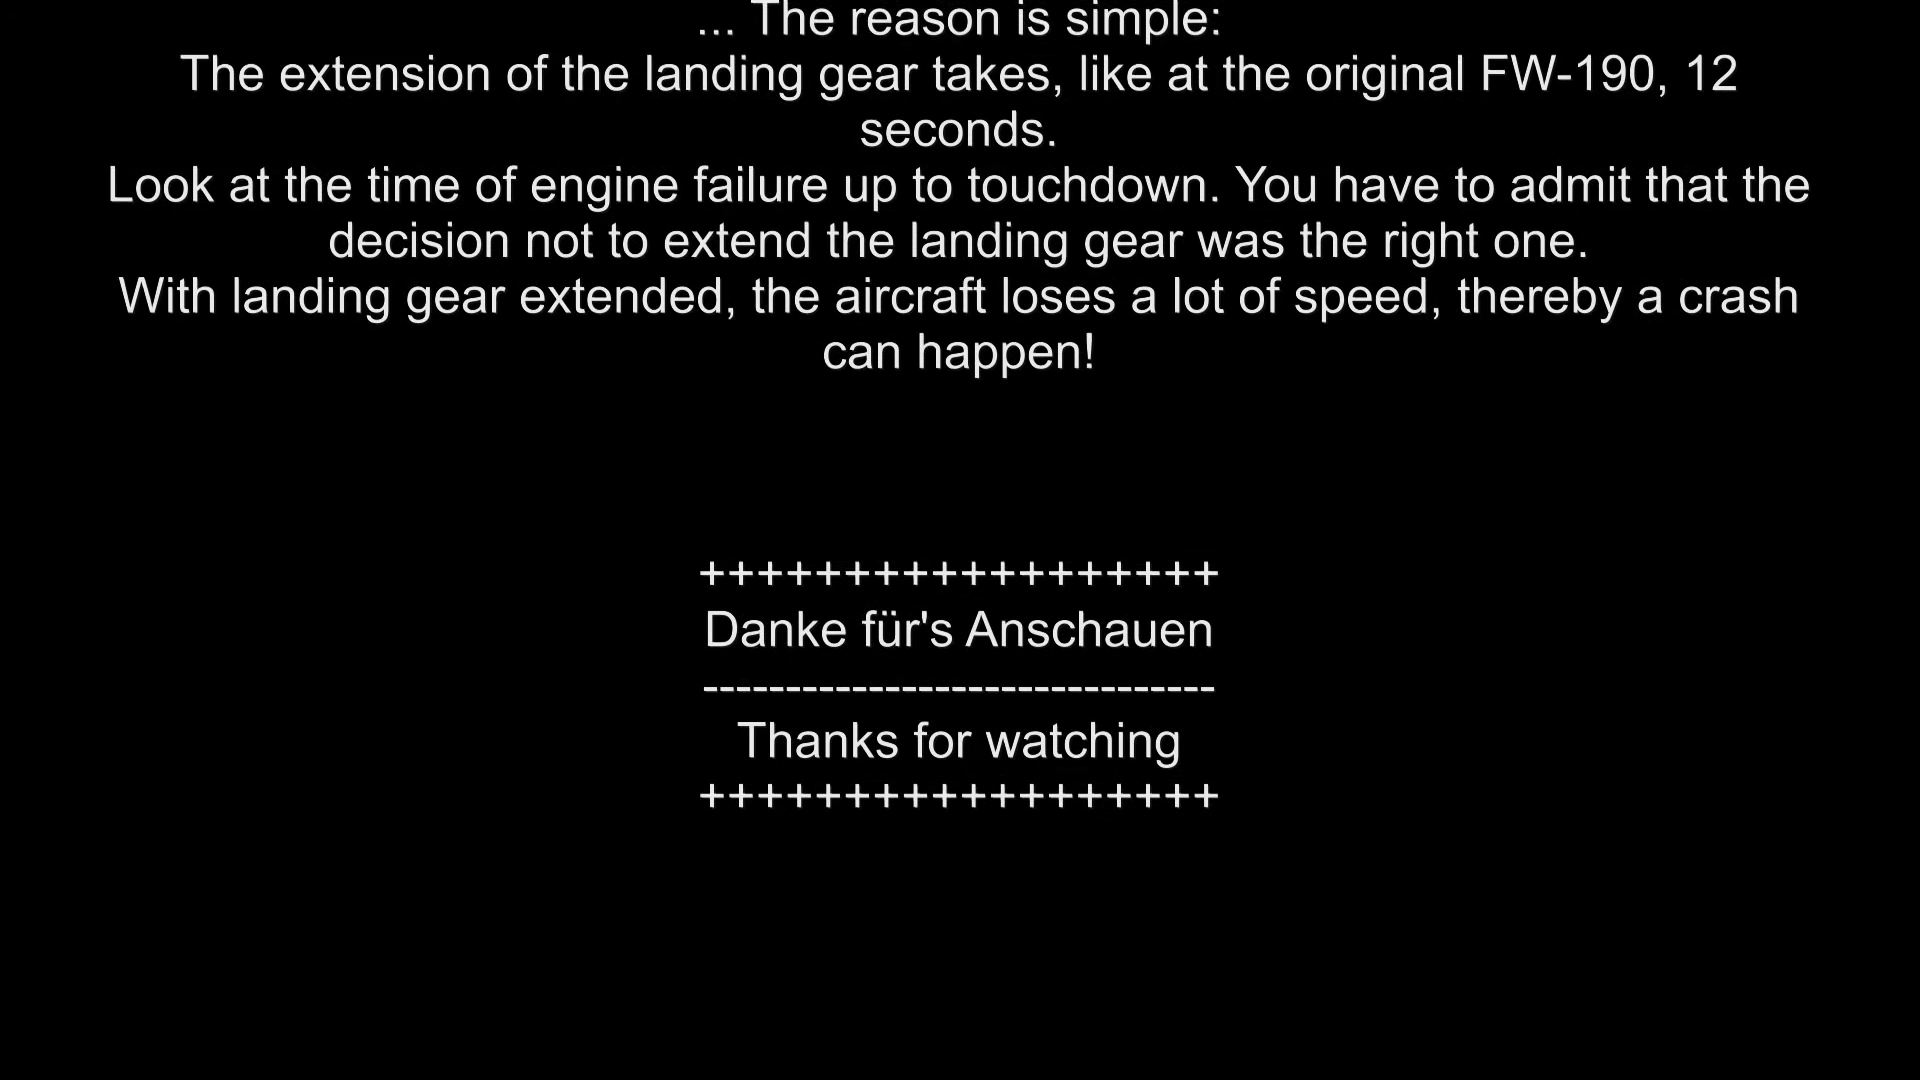 ... The reason is simple:
The extension of the landing gear takes, like at the original FW-190, 12
seconds.
Look at the time of engine failure up to touchdown. You have to admit that the
decision not to extend the landing gear was the right one.
With landing gear extended, the aircraft loses a lot of speed, thereby a crash
can happen!
++++++++++++++++++
Danke für's Anschauen
-------------------------------
Thanks for watching
++++++++++++++++++